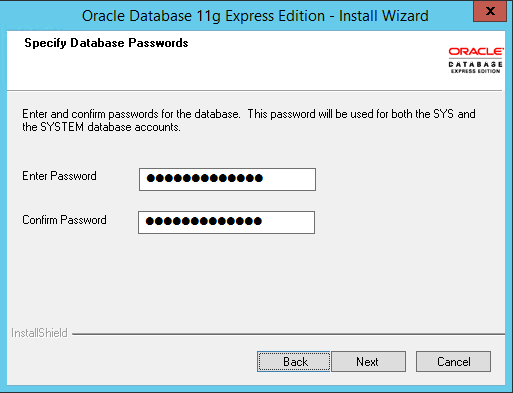 Oracle Database 11g Express Edition - Install Wizard
x
Specify Database Passwords
ORACLE
DATABASE
EXPRESS EDITION
Enter and confirm passwords for the database. This password will be used for both the SYS and
the SYSTEM database accounts.
Enter Password ●●●●●●●●●●●●●
Confirm Password ●●●●●●●●●●●●●
InstallShield
Back Next Cancel